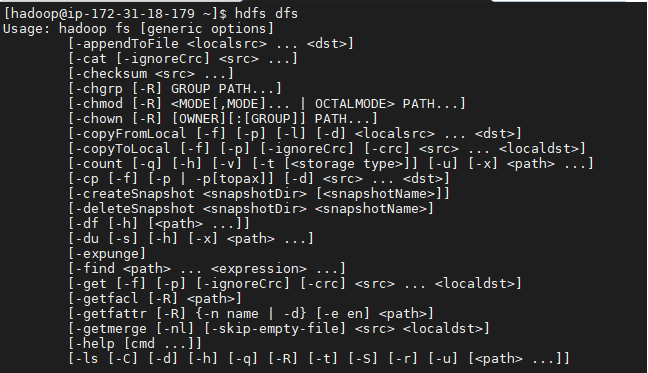 [hadoop@ip-172-31-18-179 ~]$ hdfs dfs
Usage: hadoop fs [generic options]
[-appendToFile <localsrc> ... <dst>]
[-cat [-ignoreCrc] <src> ...]
[-checksum <src> ...]
[-chgrp [-R] GROUP PATH...]
[-chmod [-R] <MODE[,MODE]... | OCTALMODE> PATH...]
[-chown [-R] [OWNER][:[GROUP]] PATH...]
[-copyFromLocal [-f] [-p] [-l] [-d] <localsrc> ... <dst>]
[-copyToLocal [-f] [-p] [-ignoreCrc] [-crc] <src> ... <localdst>]
[-count [-q] [-h] [-v] [-t [<storage type>]] [-u] [-x] <path> ...]
[-cp [-f] [-p | -p[topax]] [-d] <src> ... <dst>]
[-createSnapshot <snapshotDir> [<snapshotName>]]
[-deleteSnapshot <snapshotDir> <snapshotName>]
[-df [-h] [<path> ...]]
[-du [-s] [-h] [-x] <path> ...]
[-expunge]
[-find <path> ... <expression> ...]
[-get [-f] [-p] [-ignoreCrc] [-crc] <src> ... <localdst>]
[-getfacl [-R] <path>]
[-getfattr [-R] {-n name | -d} [-e en] <path>]
[-getmerge [-nl] [-skip-empty-file] <src> <localdst>]
[-help [cmd ...]]
[-ls [-C] [-d] [-h] [-q] [-R] [-t] [-S] [-r] [-u] [<path> ...]]